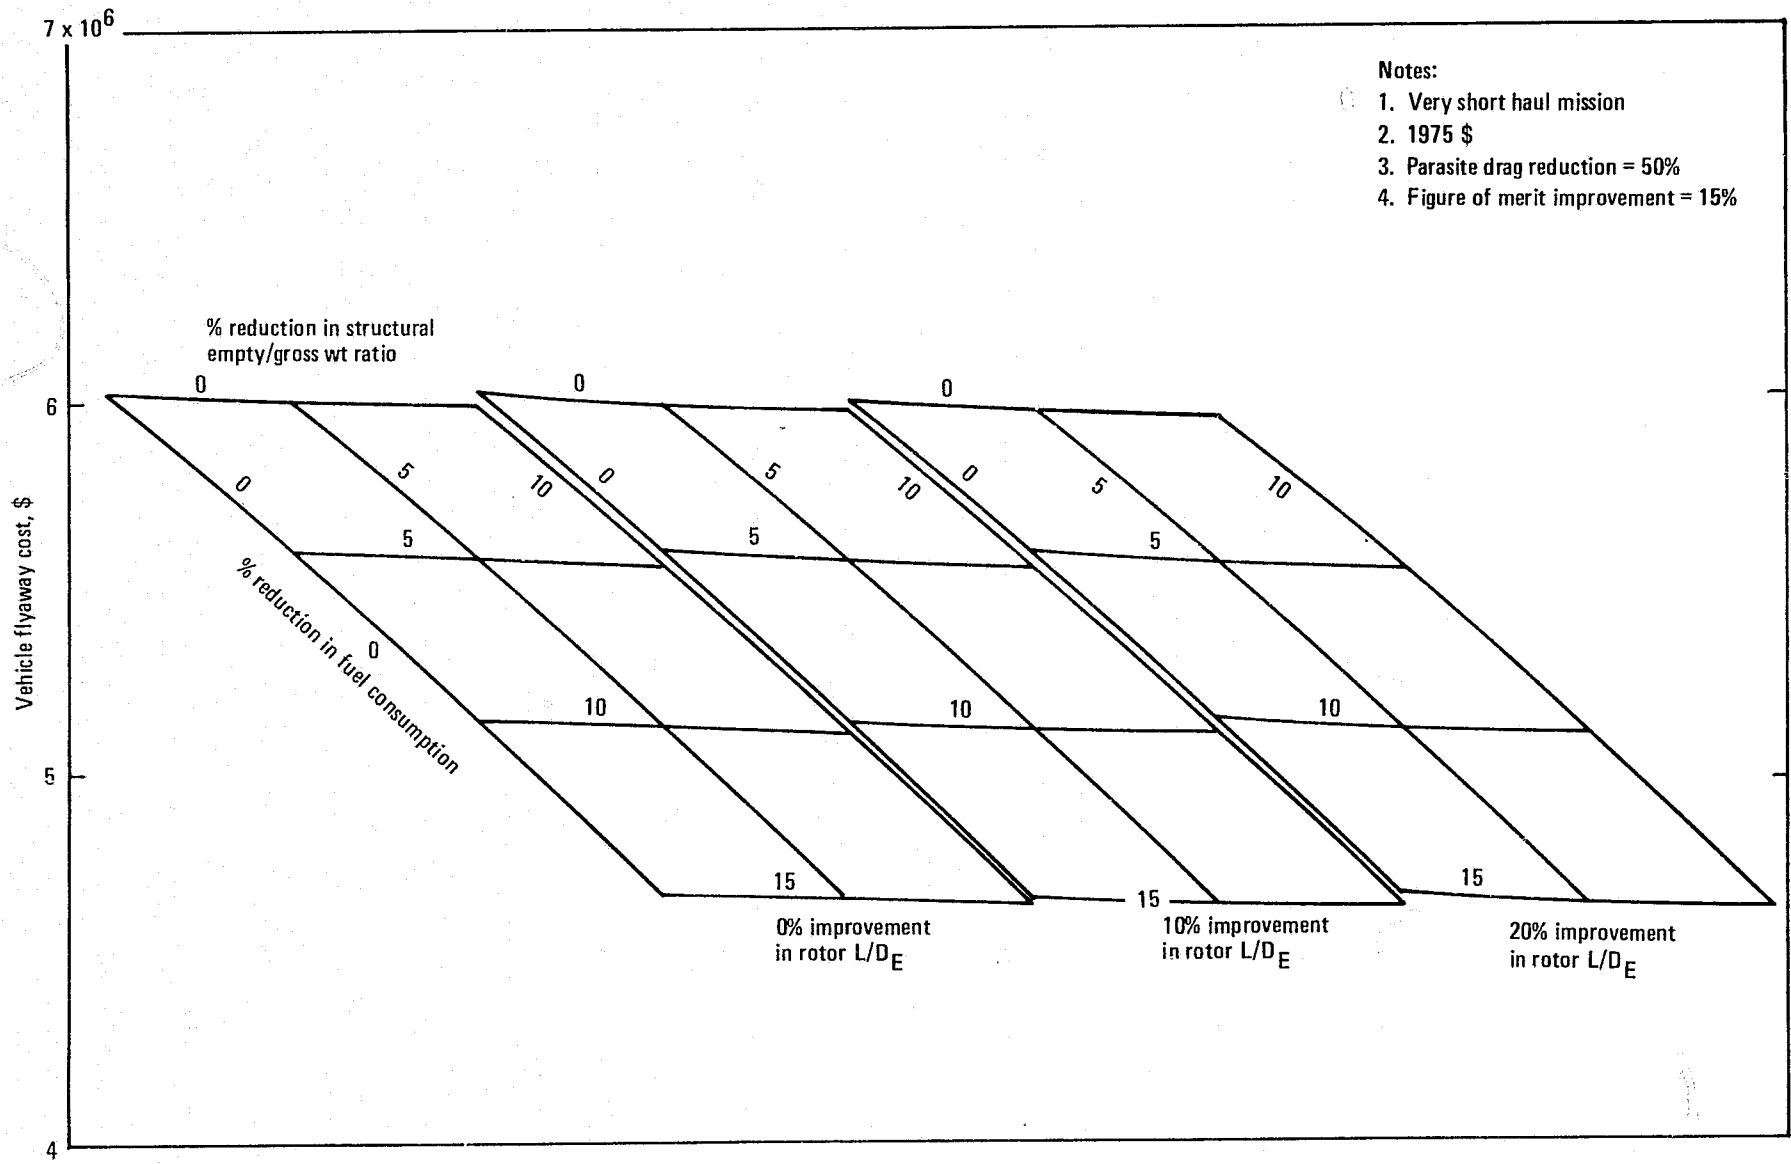 7 x 10⁶
Notes:
1. Very short haul mission
2. 1975 $
3. Parasite drag reduction = 50%
4. Figure of merit improvement = 15%
% reduction in structural
empty/gross wt ratio
0
0
0
6
0
5
10
0
5
10
0
5
10
5
5
5
Vehicle flyaway cost, $
% reduction in fuel consumption
0
10
10
10
5
15
15
15
0% improvement
in rotor L/D_E
10% improvement
in rotor L/D_E
20% improvement
in rotor L/D_E
4